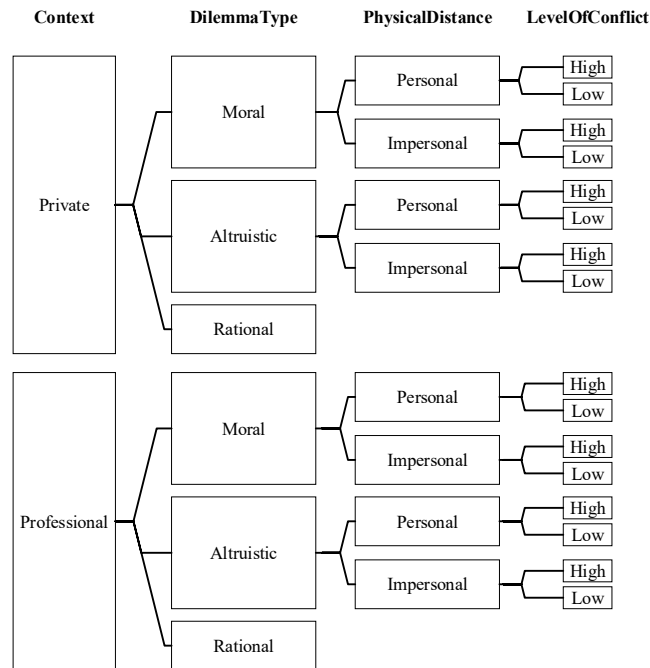 Context DilemmaType PhysicalDistance LevelOfConflict
Private
Moral
Personal
High
Low
Impersonal
High
Low
Altruistic
Personal
High
Low
Impersonal
High
Low
Rational
Professional
Moral
Personal
High
Low
Impersonal
High
Low
Altruistic
Personal
High
Low
Impersonal
High
Low
Rational